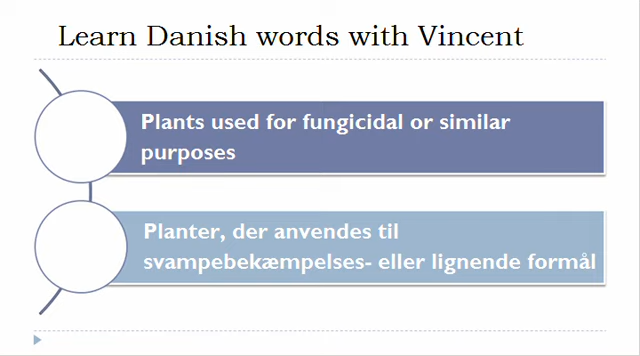 Learn Danish words with Vincent
Plants used for fungicidal or similar
purposes
Planter, der anvendes til
svampebekæmpelses- eller lignende formål